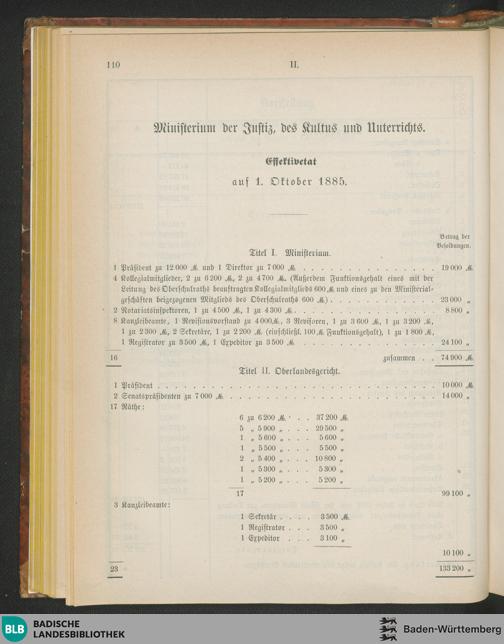 110 II.
Ministerium der Justiz, des Kultus und Unterrichts.
Effektivetat
auf 1. Oktober 1885.
Betrag der
Besoldungen.
Titel I. Ministerium.
1 Präsident zu 12 000 ℳ und 1 Direktor zu 7 000 ℳ . . . . . . . . . . . . 19 000 ℳ
4 Kollegialmitglieder, 2 zu 6 200 ℳ, 2 zu 4 700 ℳ. (Außerdem Funktionsgehalt eines mit der
Leitung des Oberschulraths beauftragten Kollegialmitglieds 600 ℳ und eines zu den Ministerial-
geschäften beigezogenen Mitglieds des Oberschulraths 600 ℳ) . . . . . . . . . 23 000 „
2 Notariatsinspektoren, 1 zu 4 500 ℳ, 1 zu 4 300 ℳ . . . . . . . . . . . . 8 800 „
8 Kanzleibeamte, 1 Revisionsvorstand zu 4 000 ℳ, 3 Revisoren, 1 zu 3 600 ℳ, 1 zu 3 200 ℳ,
1 zu 2 300 ℳ, 2 Sekretäre, 1 zu 2 200 ℳ (einschließl. 100 ℳ Funktionsgehalt), 1 zu 1 800 ℳ,
1 Registrator zu 3 500 ℳ, 1 Expeditor zu 3 500 ℳ . . . . . . . . . . . . 24 100 „
16 zusammen . . 74 900 ℳ
Titel II. Oberlandesgericht.
1 Präsident . . . . . . . . . . . . . . . . . . 10 000 ℳ
2 Senatspräsidenten zu 7 000 ℳ . . . . . . . . . . . . . . 14 000 „
17 Räthe:
6 zu 6 200 ℳ . . . 37 200 ℳ
5 „ 5 900 „ . . . 29 500 „
1 „ 5 600 „ . . . 5 600 „
1 „ 5 500 „ . . . 5 500 „
2 „ 5 400 „ . . . 10 800 „
1 „ 5 300 „ . . . 5 300 „
1 „ 5 200 „ . . . 5 200 „
17 99 100 „
3 Kanzleibeamte:
1 Sekretär . . . 3 500 ℳ
1 Registrator . . . 3 500 „
1 Expeditor . . . 3 100 „
10 100 „
23 133 200 „
BLB BADISCHE
LANDESBIBLIOTHEK
Baden-Württemberg